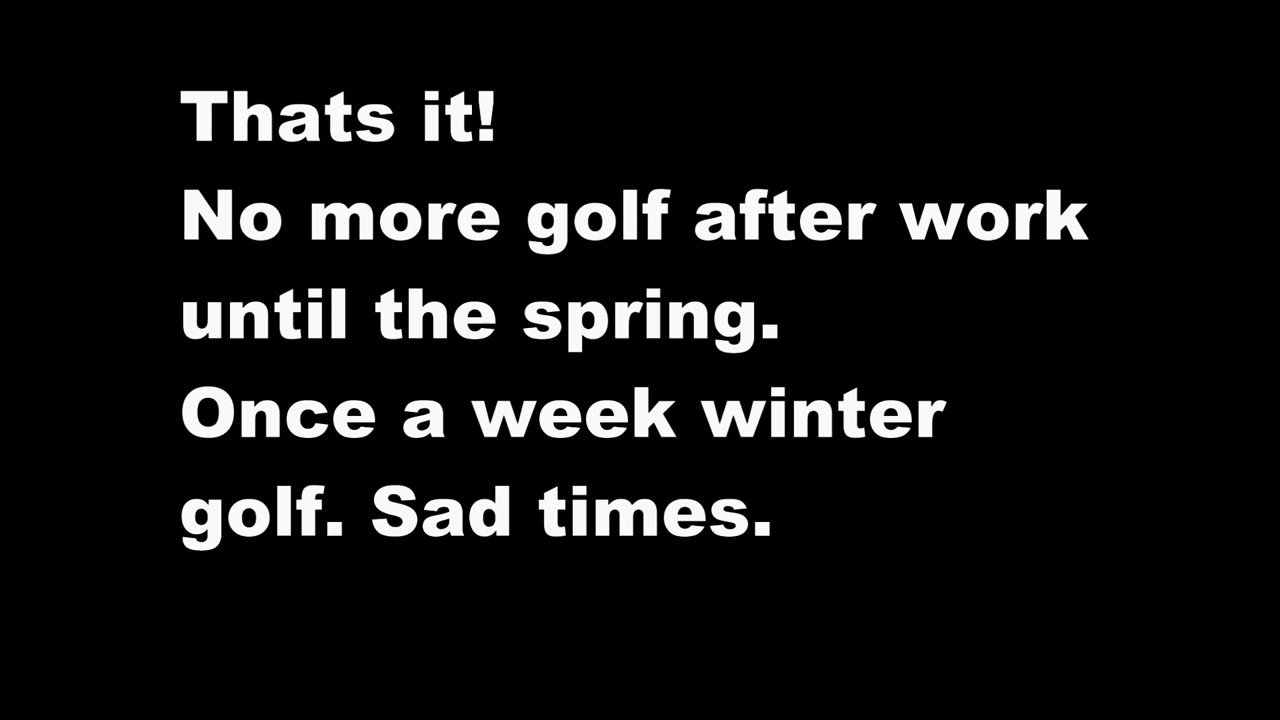 Thats it!
No more golf after work
until the spring.
Once a week winter
golf. Sad times.